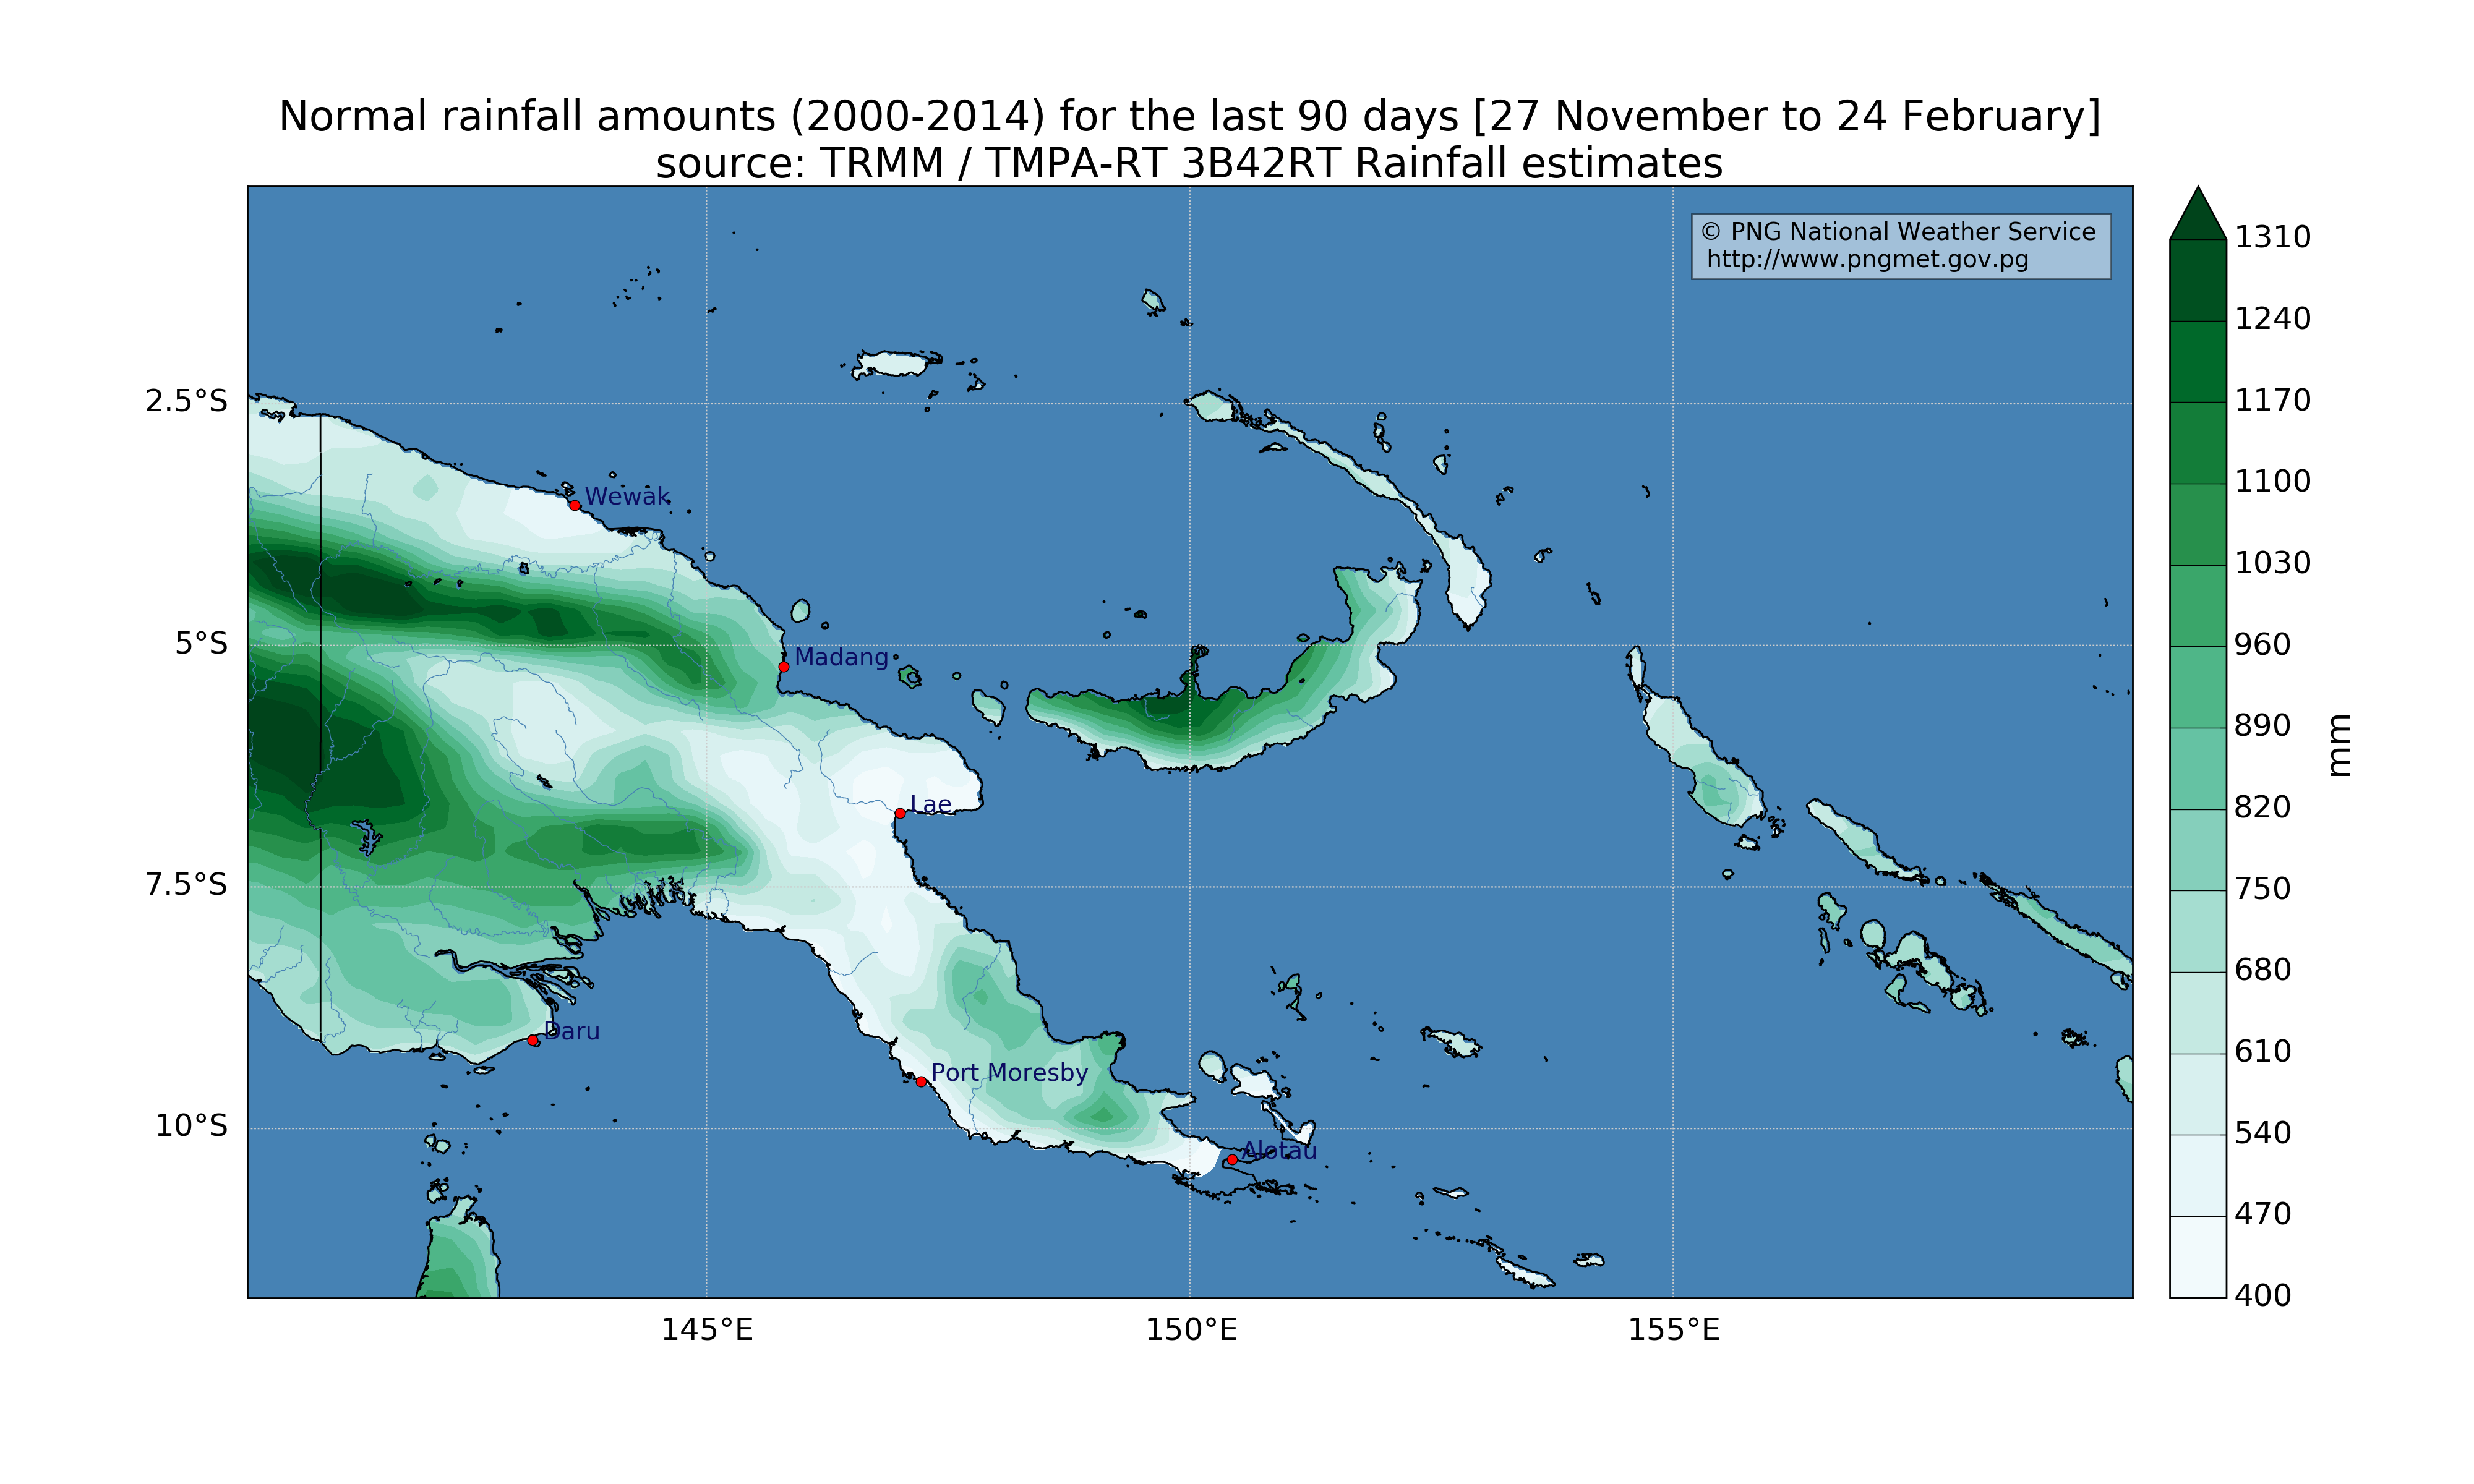 Normal rainfall amounts (2000-2014) for the last 90 days [27 November to 24 February]
source: TRMM / TMPA-RT 3B42RT Rainfall estimates
© PNG National Weather Service
http://www.pngmet.gov.pg
1310
1240
1170
1100
1030
960
890
820
750
680
610
540
470
400
mm
2.5°S
5°S
7.5°S
10°S
Wewak
Madang
Lae
Daru
Port Moresby
Alotau
145°E
150°E
155°E